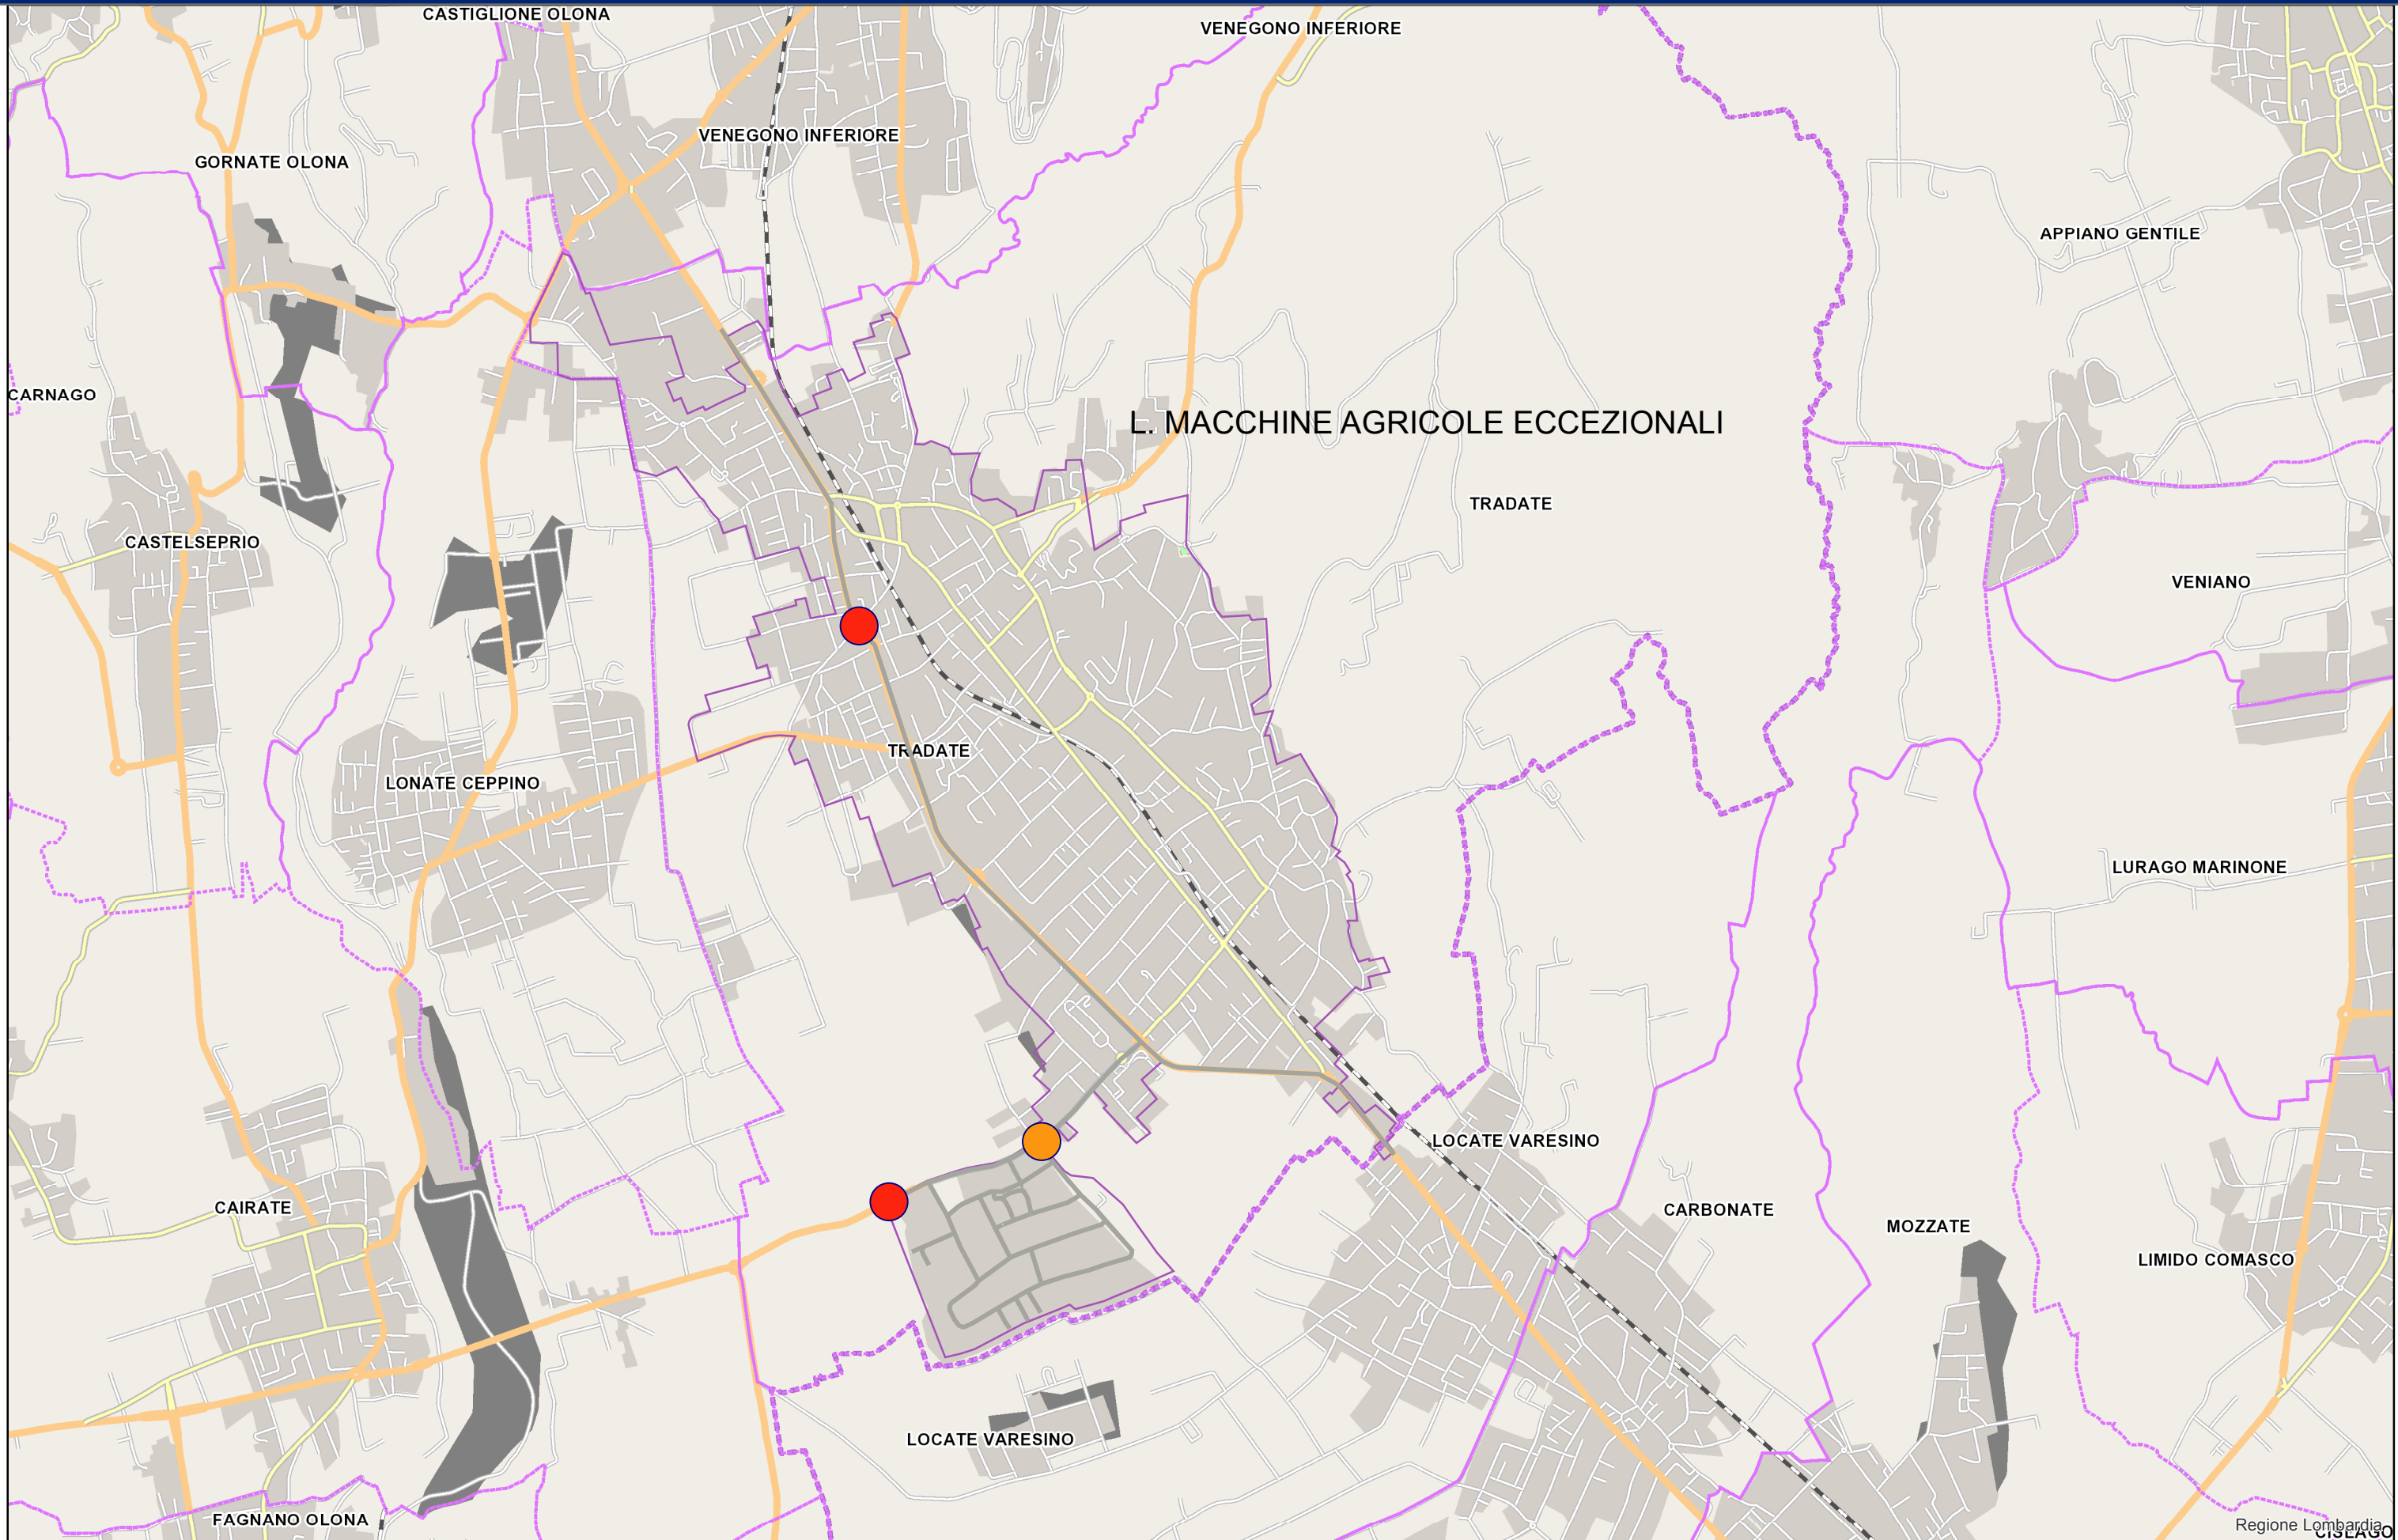 CASTIGLIONE OLONA
VENEGONO INFERIORE
VENEGONO INFERIORE
GORNATE OLONA
APPIANO GENTILE
CARNAGO
L. MACCHINE AGRICOLE ECCEZIONALI
TRADATE
CASTELSEPRIO
VENIANO
TRADATE
LONATE CEPPINO
LURAGO MARINONE
LOCATE VARESINO
CAIRATE
CARBONATE
MOZZATE
LIMIDO COMASCO
LOCATE VARESINO
FAGNANO OLONA
Regione Lombardia
CISLAGO